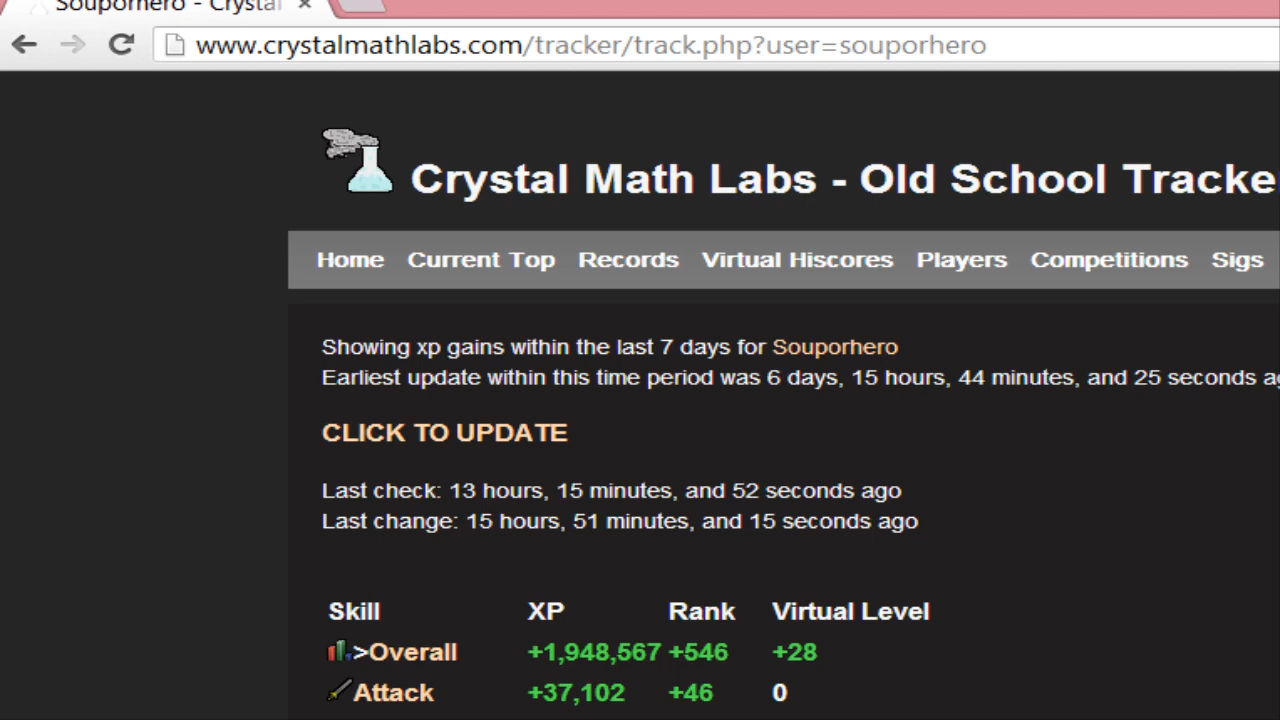 Souporhero - Crystal
www.crystalmathlabs.com/tracker/track.php?user=souporhero
Crystal Math Labs - Old School Tracke
Home Current Top Records Virtual Hiscores Players Competitions Sigs
Showing xp gains within the last 7 days for Souporhero
Earliest update within this time period was 6 days, 15 hours, 44 minutes, and 25 seconds ag
CLICK TO UPDATE
Last check: 13 hours, 15 minutes, and 52 seconds ago
Last change: 15 hours, 51 minutes, and 15 seconds ago
Skill XP Rank Virtual Level
>Overall +1,948,567 +546 +28
Attack +37,102 +46 0